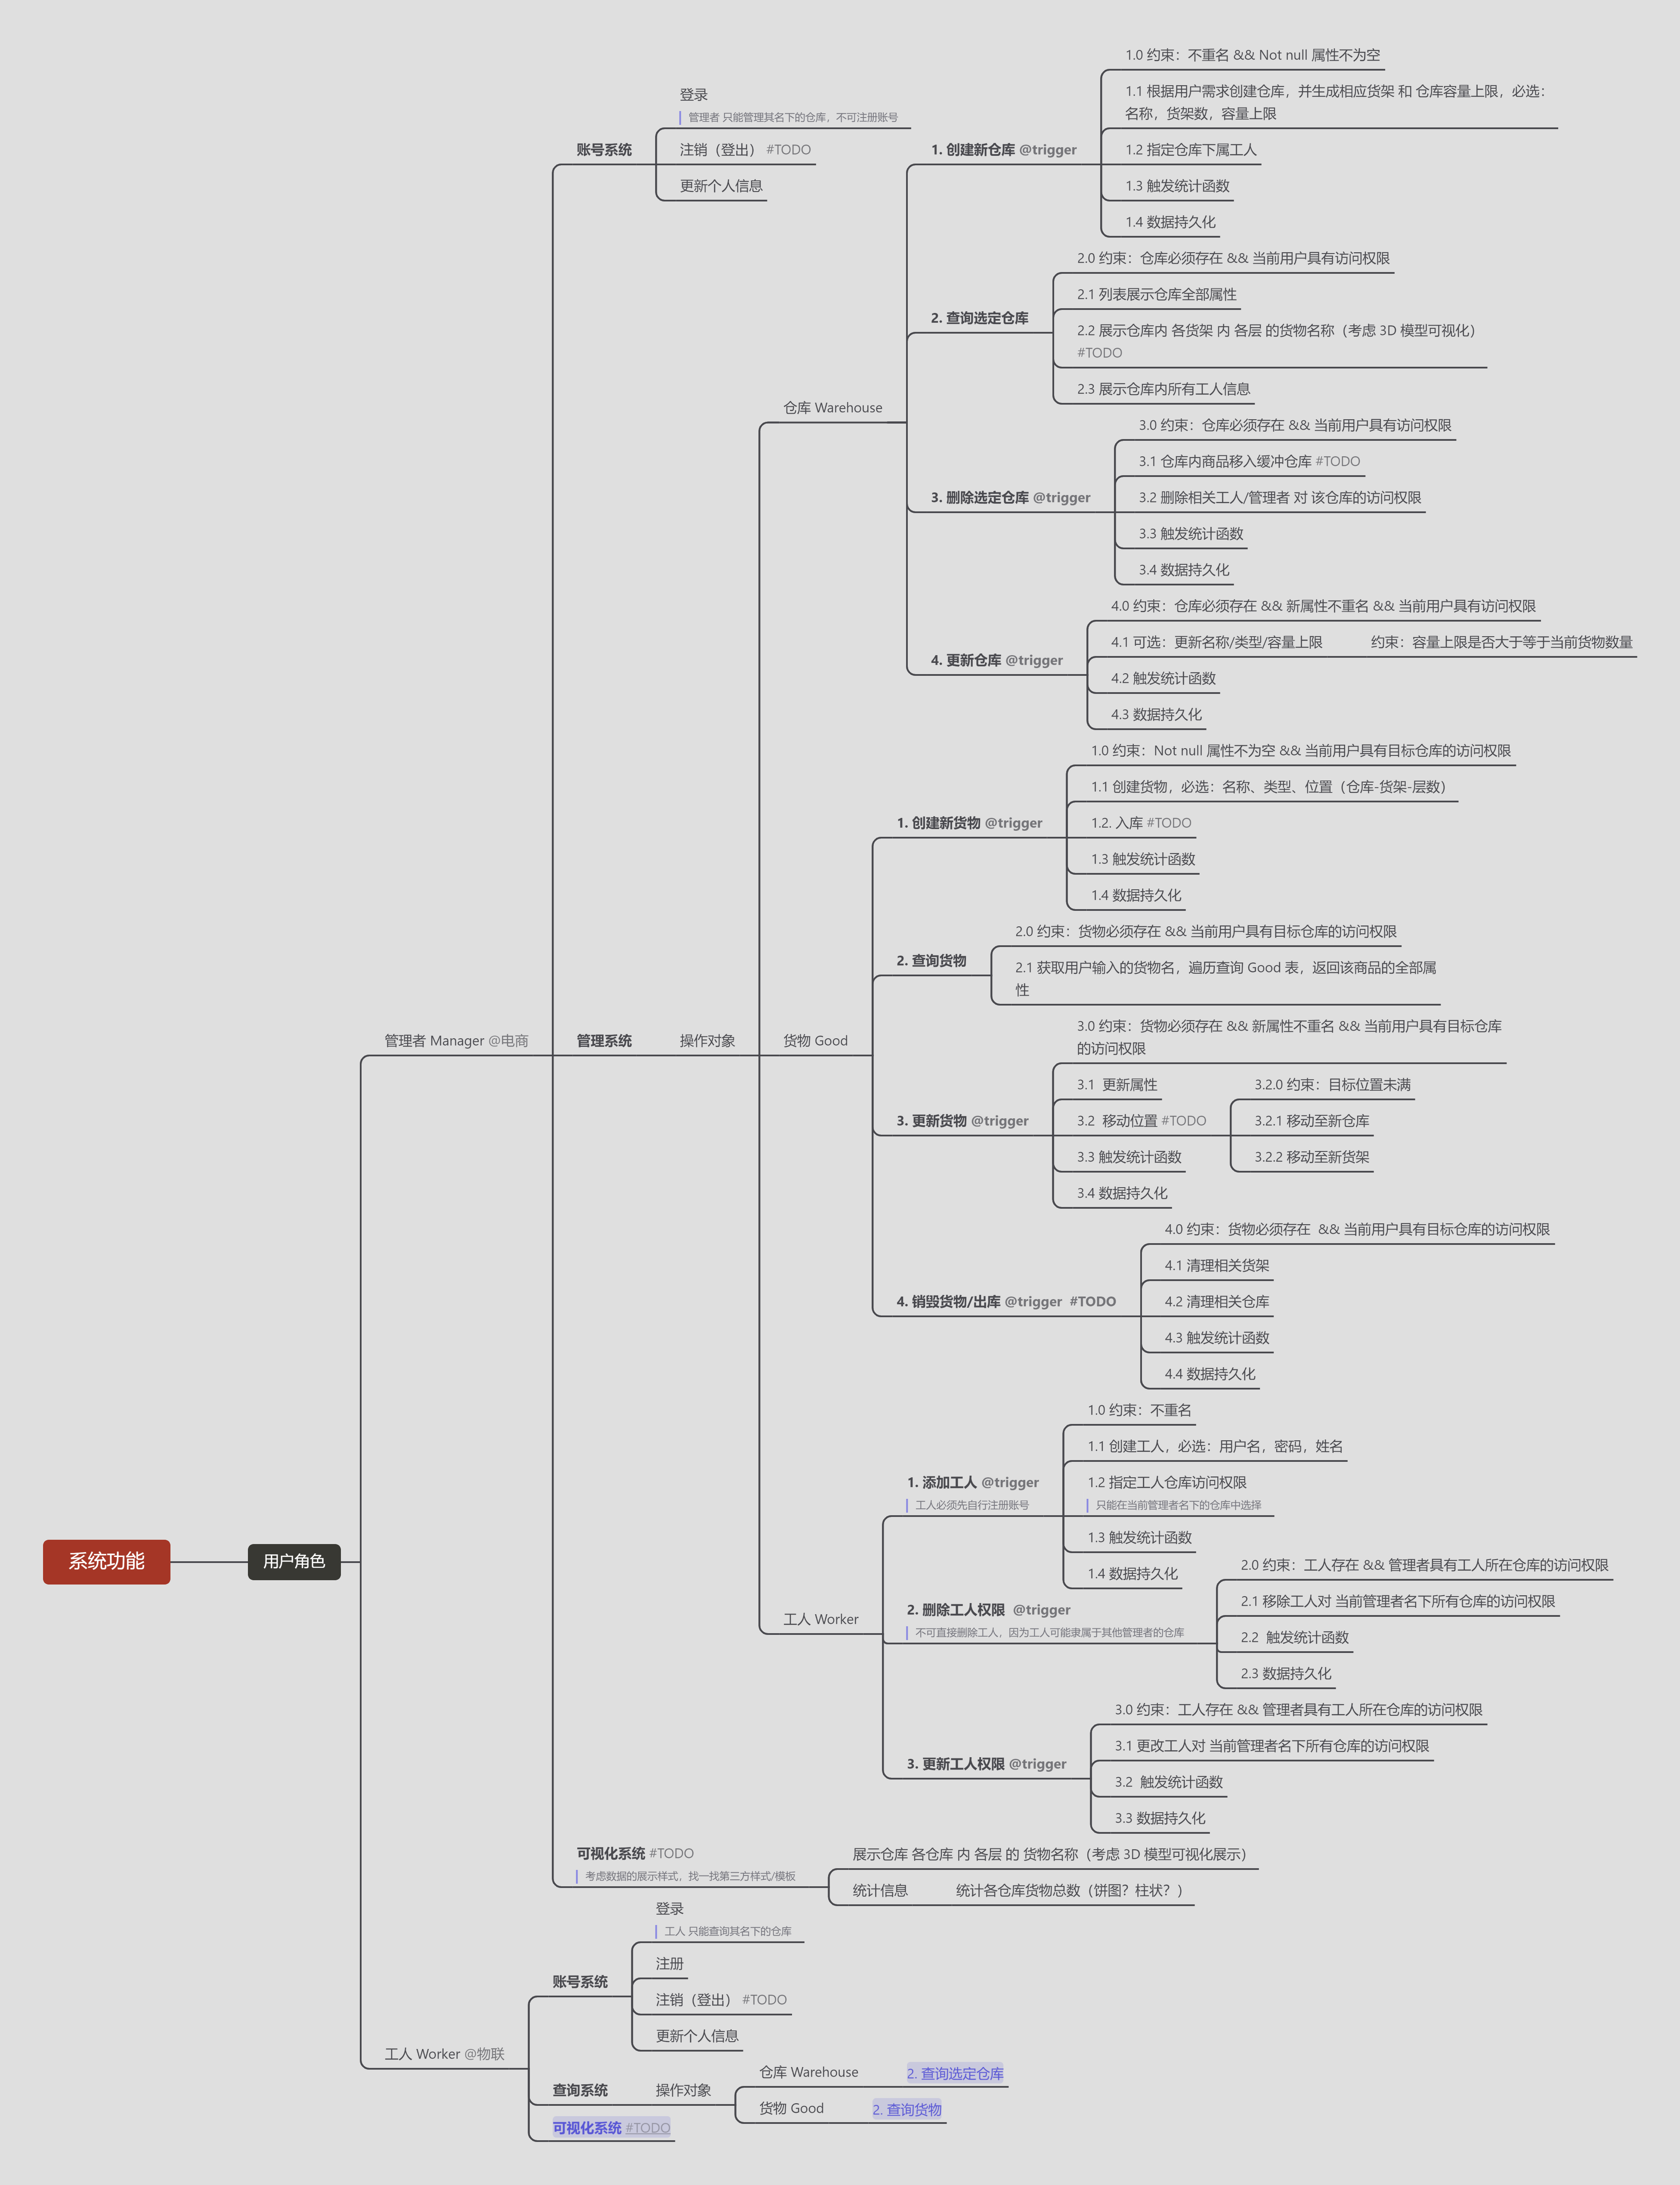 系统功能
用户角色
管理者 Manager @电商
账号系统
登录
管理者 只能管理其名下的仓库，不可注册账号
注销（登出） #TODO
更新个人信息
管理系统
操作对象
仓库 Warehouse
1. 创建新仓库 @trigger
1.0 约束：不重名 && Not null 属性不为空
1.1 根据用户需求创建仓库，并生成相应货架 和 仓库容量上限，必选：
名称，货架数，容量上限
1.2 指定仓库下属工人
1.3 触发统计函数
1.4 数据持久化
2. 查询选定仓库
2.0 约束：仓库必须存在 && 当前用户具有访问权限
2.1 列表展示仓库全部属性
2.2 展示仓库内 各货架 内 各层 的货物名称（考虑 3D 模型可视化）
#TODO
2.3 展示仓库内所有工人信息
3. 删除选定仓库 @trigger
3.0 约束：仓库必须存在 && 当前用户具有访问权限
3.1 仓库内商品移入缓冲仓库 #TODO
3.2 删除相关工人/管理者 对 该仓库的访问权限
3.3 触发统计函数
3.4 数据持久化
4. 更新仓库 @trigger
4.0 约束：仓库必须存在 && 新属性不重名 && 当前用户具有访问权限
4.1 可选：更新名称/类型/容量上限
约束：容量上限是否大于等于当前货物数量
4.2 触发统计函数
4.3 数据持久化
货物 Good
1. 创建新货物 @trigger
1.0 约束：Not null 属性不为空 && 当前用户具有目标仓库的访问权限
1.1 创建货物，必选：名称、类型、位置（仓库-货架-层数）
1.2. 入库 #TODO
1.3 触发统计函数
1.4 数据持久化
2. 查询货物
2.0 约束：货物必须存在 && 当前用户具有目标仓库的访问权限
2.1 获取用户输入的货物名，遍历查询 Good 表，返回该商品的全部属
性
3. 更新货物 @trigger
3.0 约束：货物必须存在 && 新属性不重名 && 当前用户具有目标仓库
的访问权限
3.1 更新属性
3.2 移动位置 #TODO
3.2.0 约束：目标位置未满
3.2.1 移动至新仓库
3.2.2 移动至新货架
3.3 触发统计函数
3.4 数据持久化
4. 销毁货物/出库 @trigger #TODO
4.0 约束：货物必须存在 && 当前用户具有目标仓库的访问权限
4.1 清理相关货架
4.2 清理相关仓库
4.3 触发统计函数
4.4 数据持久化
工人 Worker
1. 添加工人 @trigger
工人必须先自行注册账号
1.0 约束：不重名
1.1 创建工人，必选：用户名，密码，姓名
1.2 指定工人仓库访问权限
只能在当前管理者名下的仓库中选择
1.3 触发统计函数
1.4 数据持久化
2. 删除工人权限 @trigger
不可直接删除工人，因为工人可能隶属于其他管理者的仓库
2.0 约束：工人存在 && 管理者具有工人所在仓库的访问权限
2.1 移除工人对 当前管理者名下所有仓库的访问权限
2.2 触发统计函数
2.3 数据持久化
3. 更新工人权限 @trigger
3.0 约束：工人存在 && 管理者具有工人所在仓库的访问权限
3.1 更改工人对 当前管理者名下所有仓库的访问权限
3.2 触发统计函数
3.3 数据持久化
可视化系统 #TODO
考虑数据的展示样式，找一找第三方样式/模板
展示仓库 各仓库 内 各层 的 货物名称（考虑 3D 模型可视化展示）
统计信息
统计各仓库货物总数（饼图？柱状？）
工人 Worker @物联
账号系统
登录
工人 只能查询其名下的仓库
注册
注销（登出） #TODO
更新个人信息
查询系统
操作对象
仓库 Warehouse
2. 查询选定仓库
货物 Good
2. 查询货物
可视化系统 #TODO